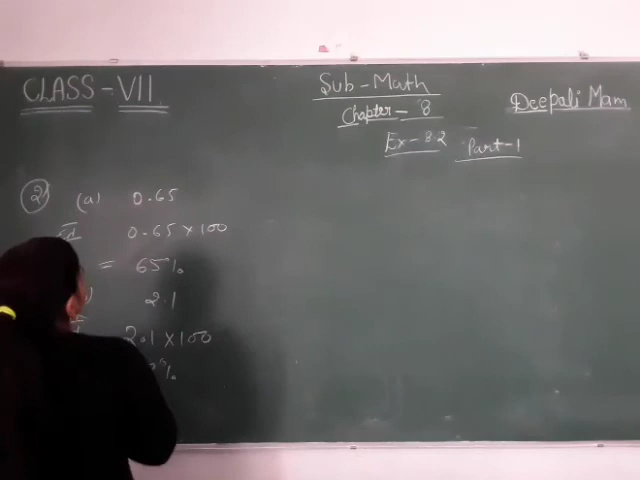 CLASS-VII
Sub-Math
Chapter-8
Deepali Mam
Ex-8.2 Part-1
② (a) 0.65
0.65×100
= 65%
2.1
2.1×100
%